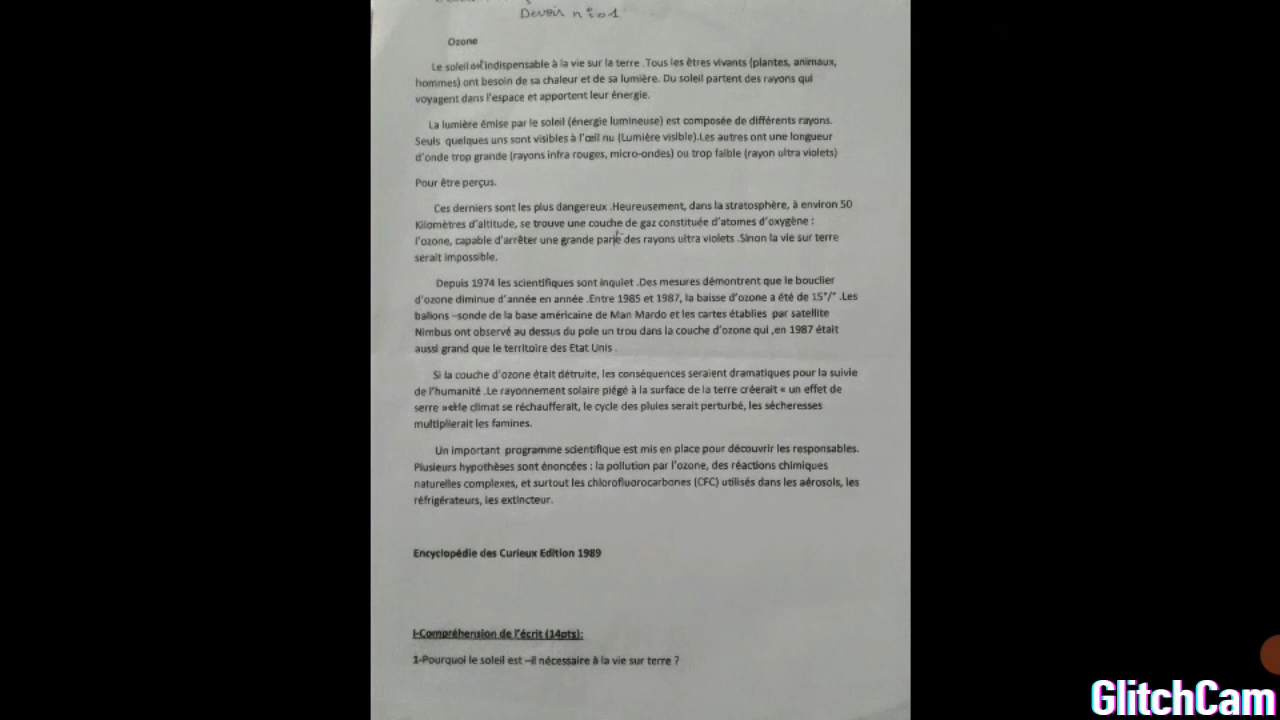 Devoir n°:01
Ozone
Le soleil est indispensable à la vie sur la terre .Tous les êtres vivants (plantes, animaux,
hommes) ont besoin de sa chaleur et de sa lumière. Du soleil partent des rayons qui
voyagent dans l'espace et apportent leur énergie.
La lumière émise par le soleil (énergie lumineuse) est composée de différents rayons.
Seuls quelques uns sont visibles à l'œil nu (Lumière visible).Les autres ont une longueur
d'onde trop grande (rayons infra rouges, micro-ondes) ou trop faible (rayon ultra violets)
Pour être perçus.
Ces derniers sont les plus dangereux .Heureusement, dans la stratosphère, à environ 50
Kilomètres d'altitude, se trouve une couche de gaz constituée d'atomes d'oxygène :
l'ozone, capable d'arrêter une grande partie des rayons ultra violets .Sinon la vie sur terre
serait impossible.
Depuis 1974 les scientifiques sont inquiet .Des mesures démontrent que le bouclier
d'ozone diminue d'année en année .Entre 1985 et 1987, la baisse d'ozone a été de 15°/° .Les
ballons –sonde de la base américaine de Man Mardo et les cartes établies par satellite
Nimbus ont observé au dessus du pole un trou dans la couche d'ozone qui ,en 1987 était
aussi grand que le territoire des Etat Unis .
Si la couche d'ozone était détruite, les conséquences seraient dramatiques pour la suivie
de l'humanité .Le rayonnement solaire piégé à la surface de la terre créerait « un effet de
serre »et le climat se réchaufferait, le cycle des pluies serait perturbé, les sécheresses
multiplierait les famines.
Un important programme scientifique est mis en place pour découvrir les responsables.
Plusieurs hypothèses sont énoncées : la pollution par l'ozone, des réactions chimiques
naturelles complexes, et surtout les chlorofluorocarbones (CFC) utilisés dans les aérosols, les
réfrigérateurs, les extincteur.
Encyclopédie des Curieux Edition 1989
I-Compréhension de l'écrit (14pts):
1-Pourquoi le soleil est –il nécessaire à la vie sur terre ?
GlitchCam